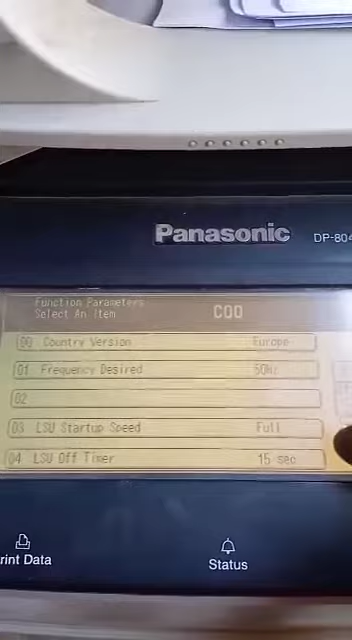 Panasonic
DP-804
Function Parameters
Select An Item
C00
00 Country Version Europe
01 Frequency Desired 50Hz
02
03 LSU Startup Speed Full
04 LSU Off Timer 15 sec
rint Data
Status